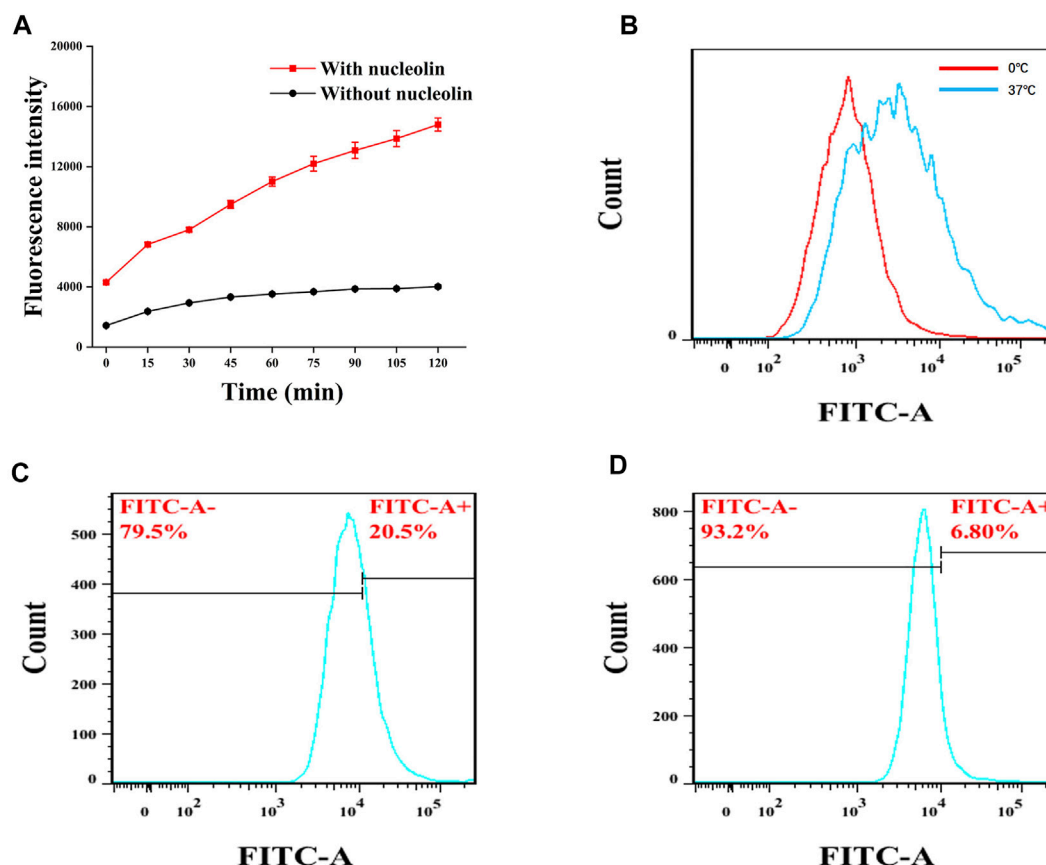 A
Fluorescence intensity
20000
16000
12000
8000
4000
0
With nucleolin
Without nucleolin
0 15 30 45 60 75 90 105 120
Time (min)
B
Count
0
0°C
37°C
0 10² 10³ 10⁴ 10⁵
FITC-A
C
Count
FITC-A- FITC-A+
79.5% 20.5%
500
400
300
200
100
0
0 10² 10³ 10⁴ 10⁵
FITC-A
D
Count
FITC-A- FITC-A+
93.2% 6.80%
800
600
400
200
0
0 10² 10³ 10⁴ 10⁵
FITC-A